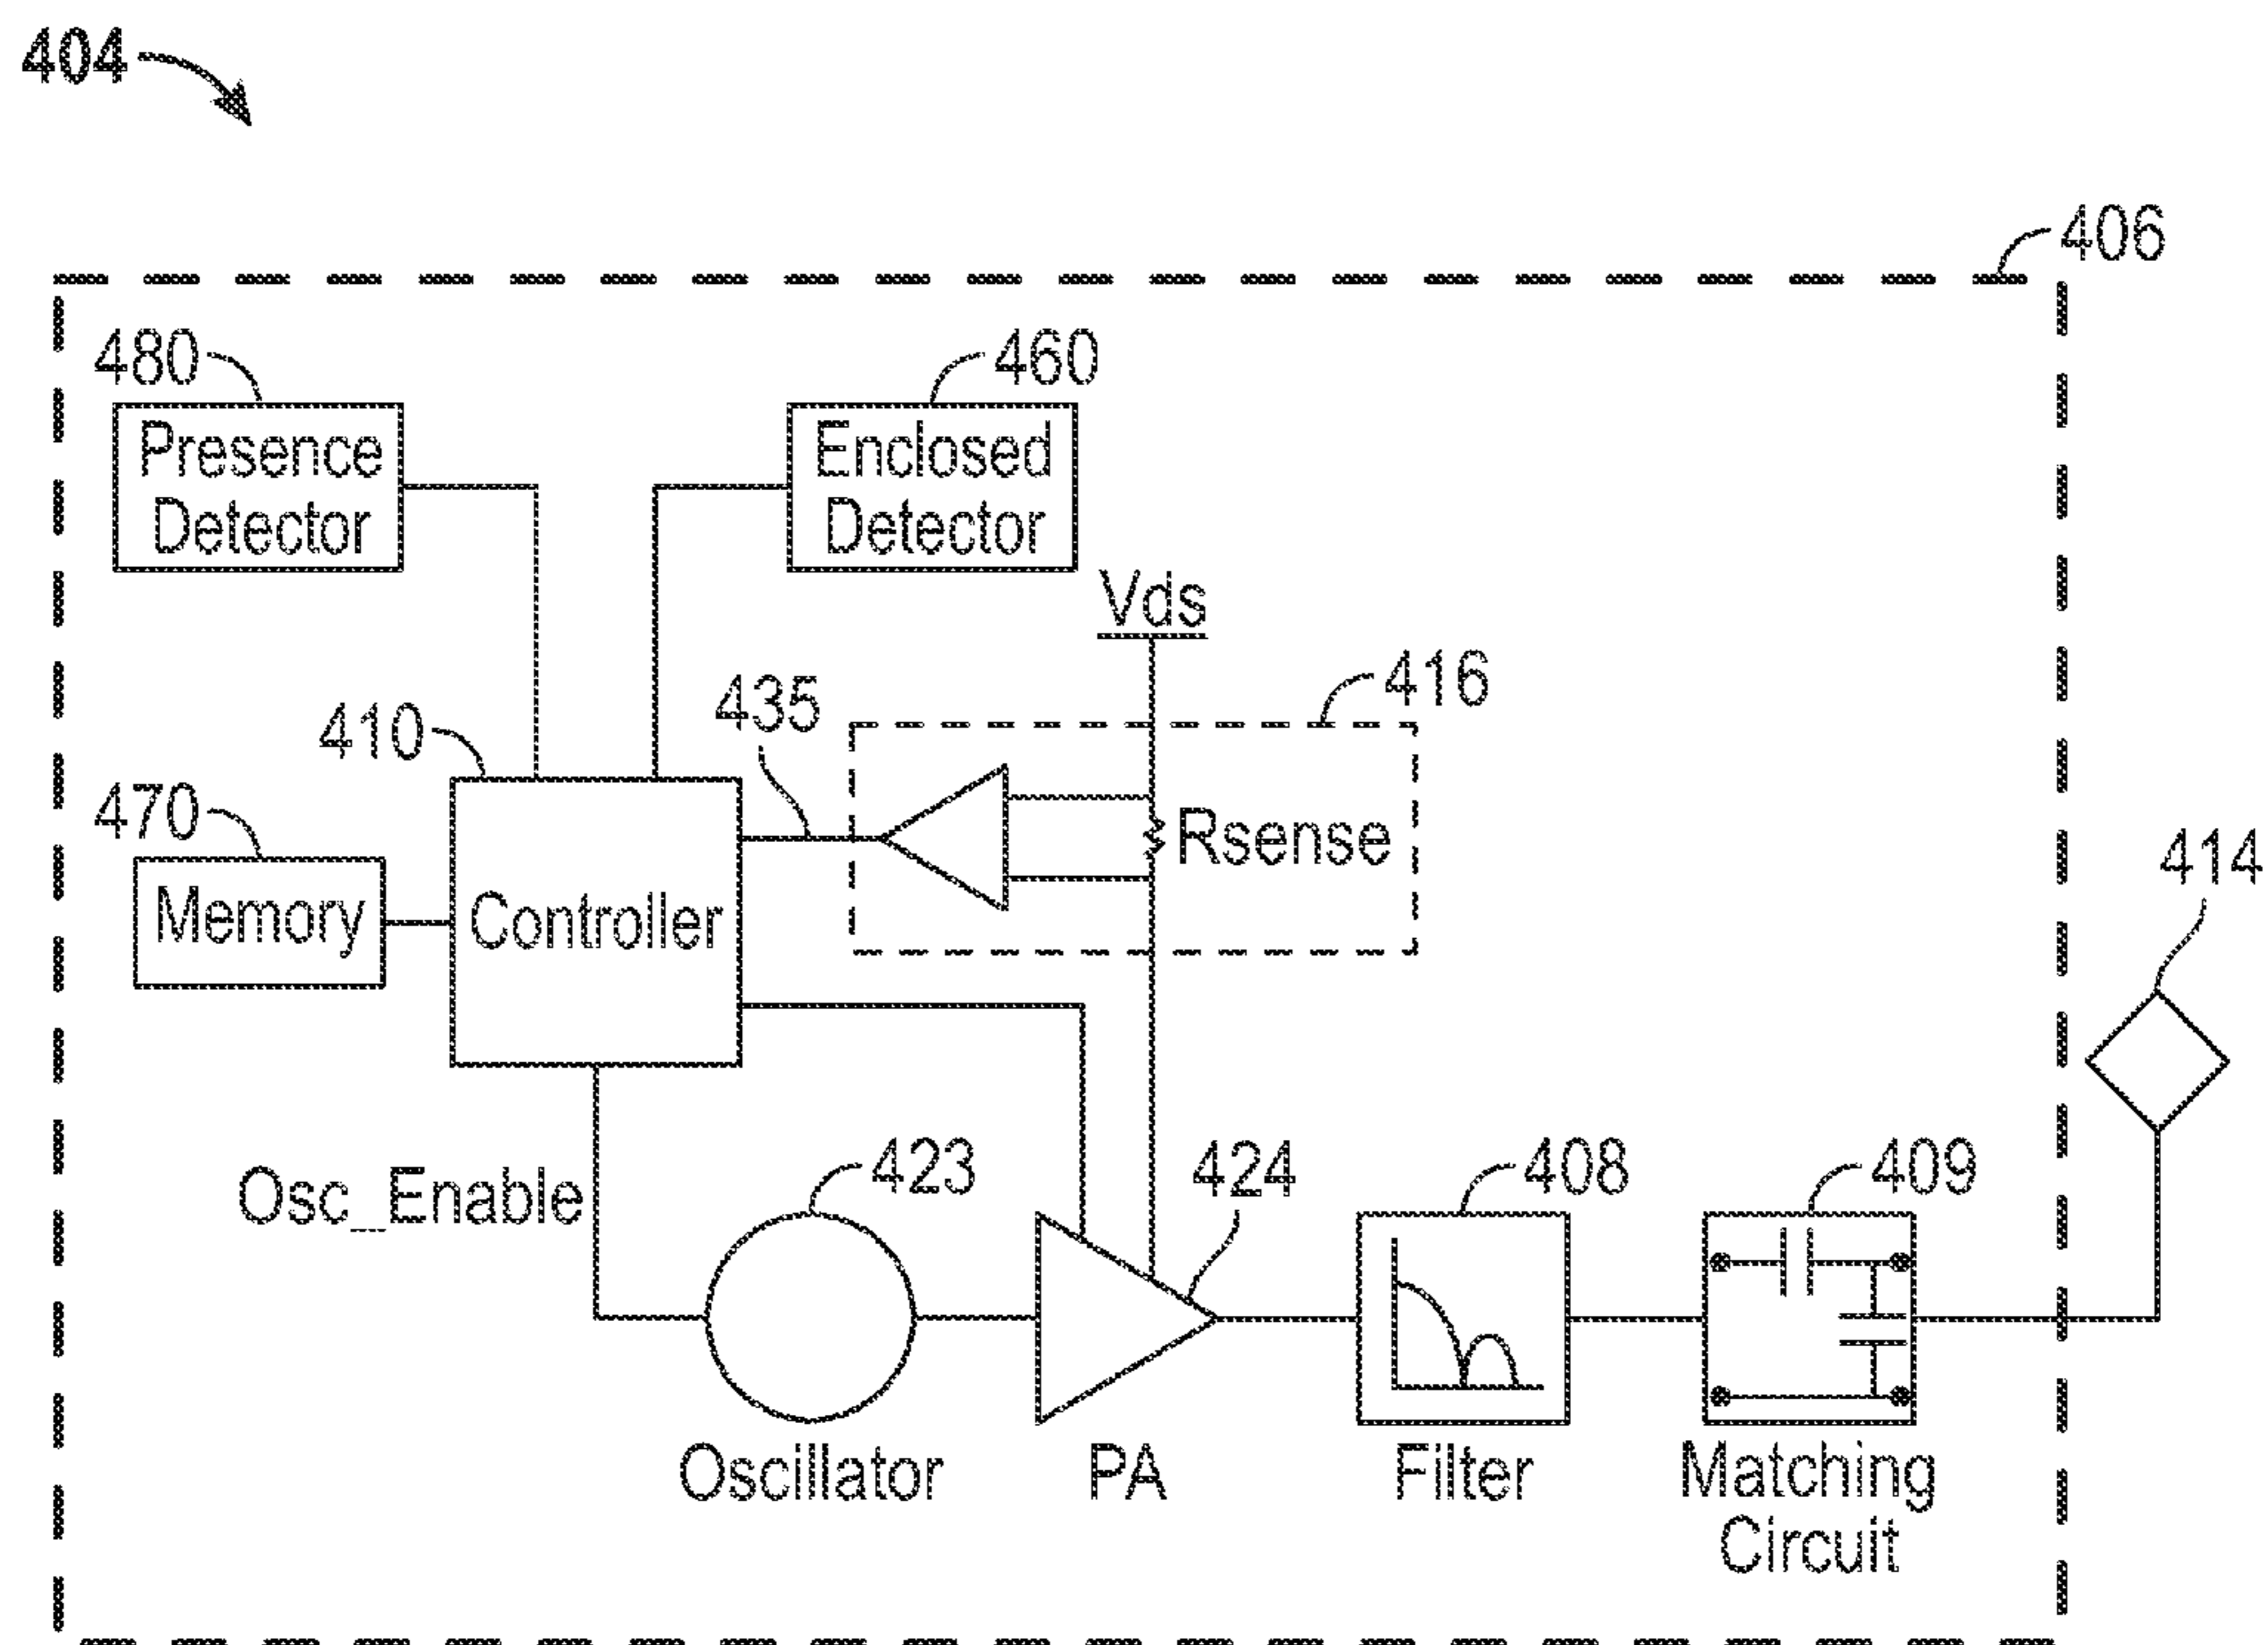 404
406
480
460
Presence
Detector
Enclosed
Detector
Vds
416
435
410
470
Rsense
414
Memory
Controller
Osc_Enable
423
424
408
409
Oscillator
PA
Filter
Matching
Circuit